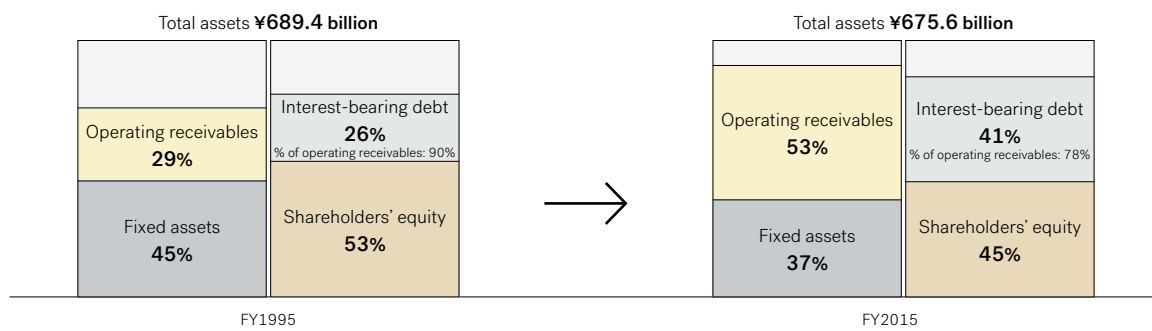 Total assets ¥689.4 billion
Operating receivables
29%
Fixed assets
45%
Interest-bearing debt
26%
% of operating receivables: 90%
Shareholders’ equity
53%
FY1995
Total assets ¥675.6 billion
Operating receivables
53%
Fixed assets
37%
Interest-bearing debt
41%
% of operating receivables: 78%
Shareholders’ equity
45%
FY2015